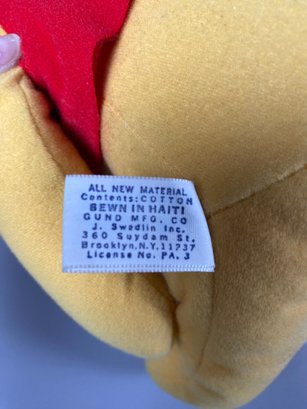 ALL NEW MATERIAL
Contents: COTTON
SEWN IN HAITI
GUND MFG. CO
J. Swedlin Inc.
360 Suydam St,
Brooklyn, N.Y. 11237
License No. PA. 3